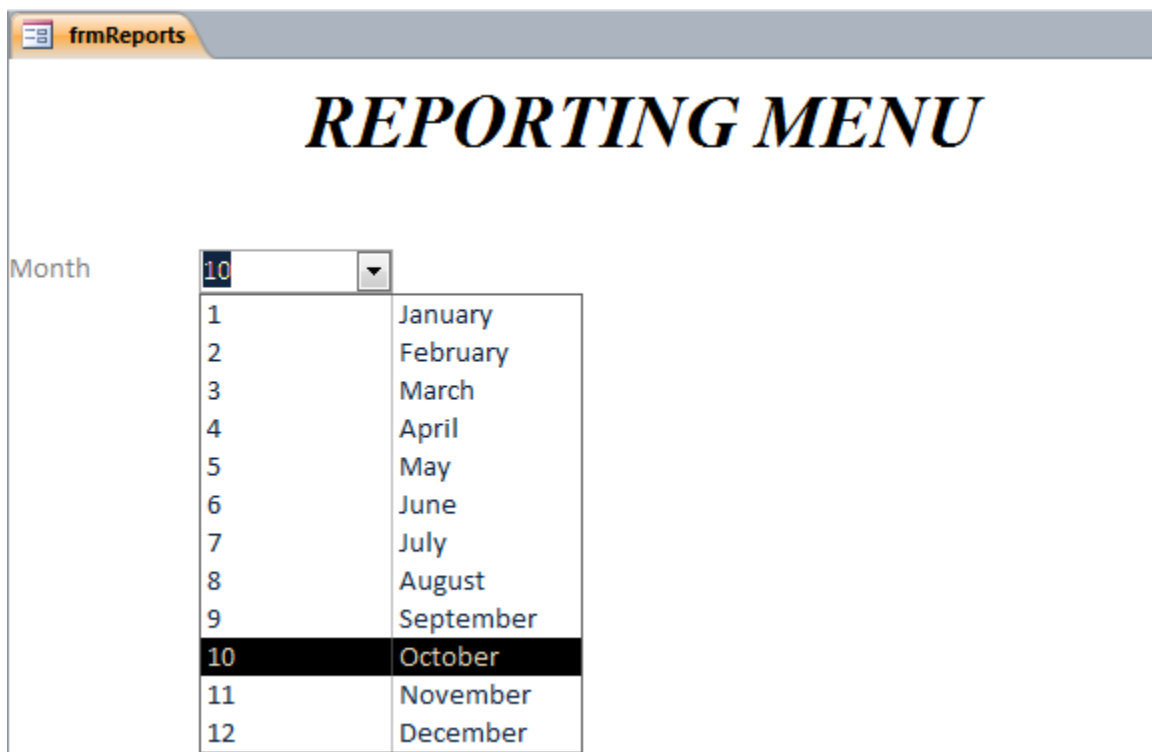 frmReports
REPORTING MENU
Month 10
1 January
2 February
3 March
4 April
5 May
6 June
7 July
8 August
9 September
10 October
11 November
12 December